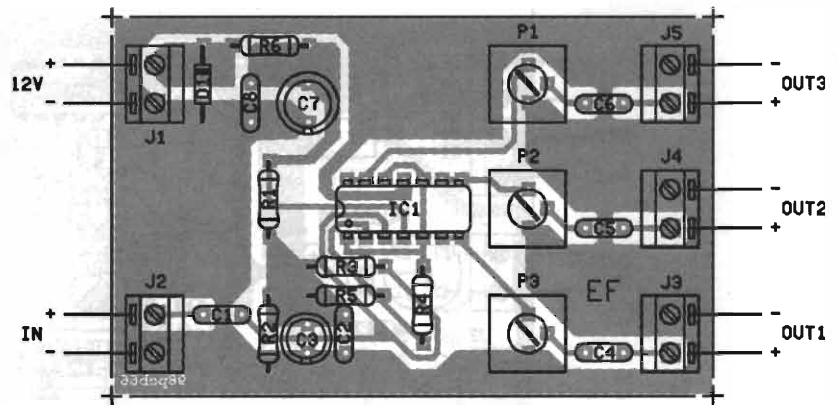 P1
J5
R6
+
12V
-
D1
C8
C7
C6
-
OUT3
+
J1
P2
J4
R1
IC1
-
OUT2
C5
+
J2
R3
P3
EF
J3
+
IN
-
C1
R2
C3
R5
C2
R4
-
OUT1
C4
+